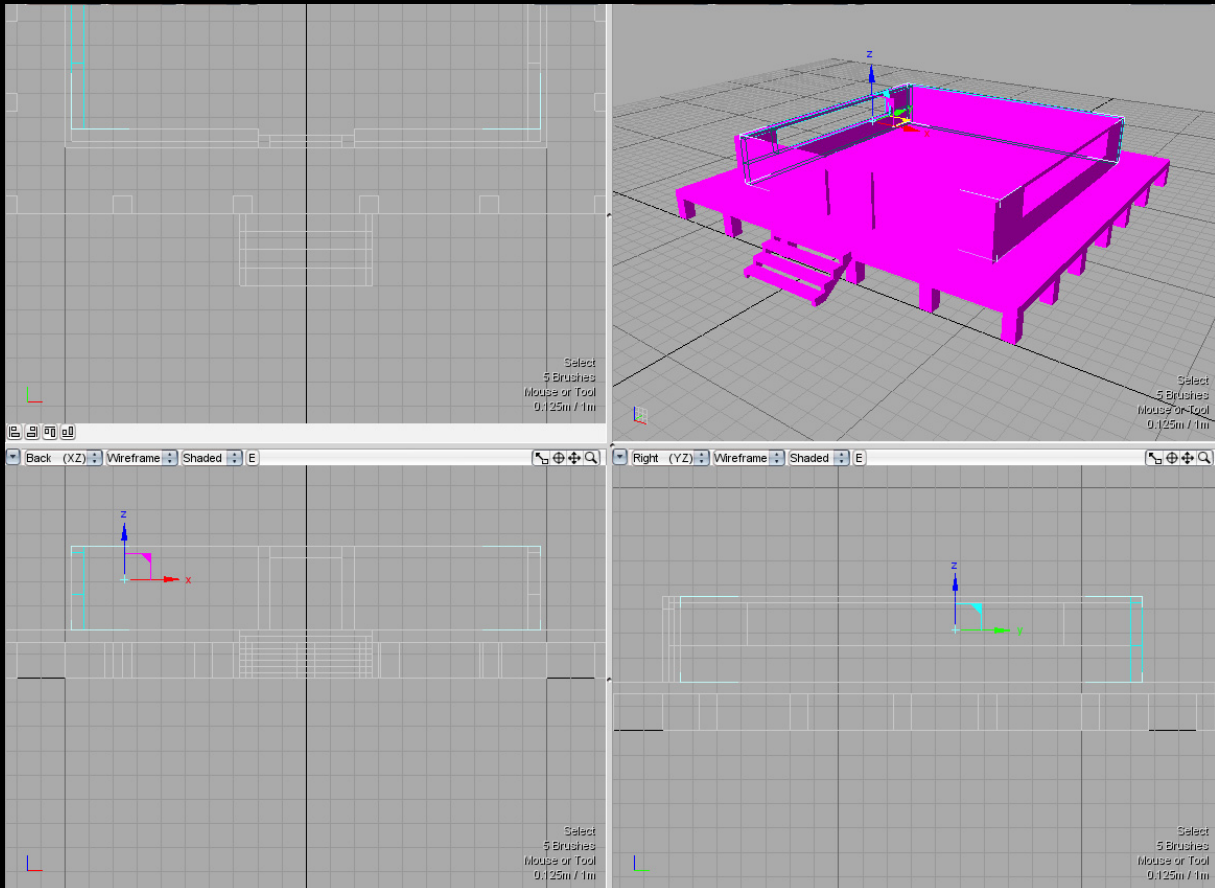 Select
5 Brushes
Mouse or Tool
0.125m / 1m
z
x
Select
5 Brushes
Mouse or Tool
0.125m / 1m
Back (XZ) Wireframe Shaded E
z
x
Select
5 Brushes
Mouse or Tool
0.125m / 1m
Right (YZ) Wireframe Shaded E
z
Select
5 Brushes
Mouse or Tool
0.125m / 1m